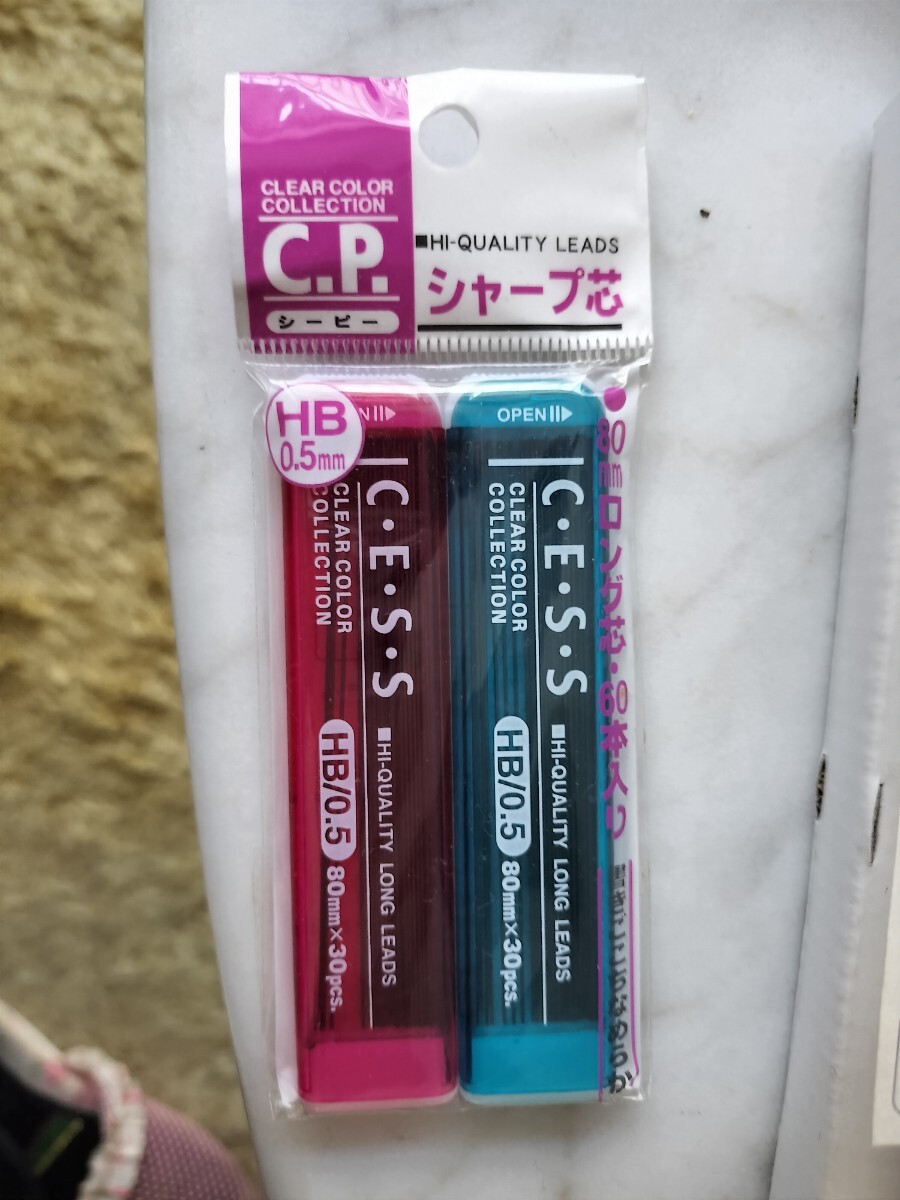 CLEAR COLOR
COLLECTION
C.P.
シーピー
■HI-QUALITY LEADS
シャープ芯
HB
0.5mm
N
C・E・S・S
CLEAR COLOR
COLLECTION
■HI-QUALITY LONG LEADS
HB/0.5 80mm×30pcs.
OPEN
C・E・S・S
CLEAR COLOR
COLLECTION
■HI-QUALITY LONG LEADS
HB/0.5 80mm×30pcs.
●80mmロング芯・60本入り